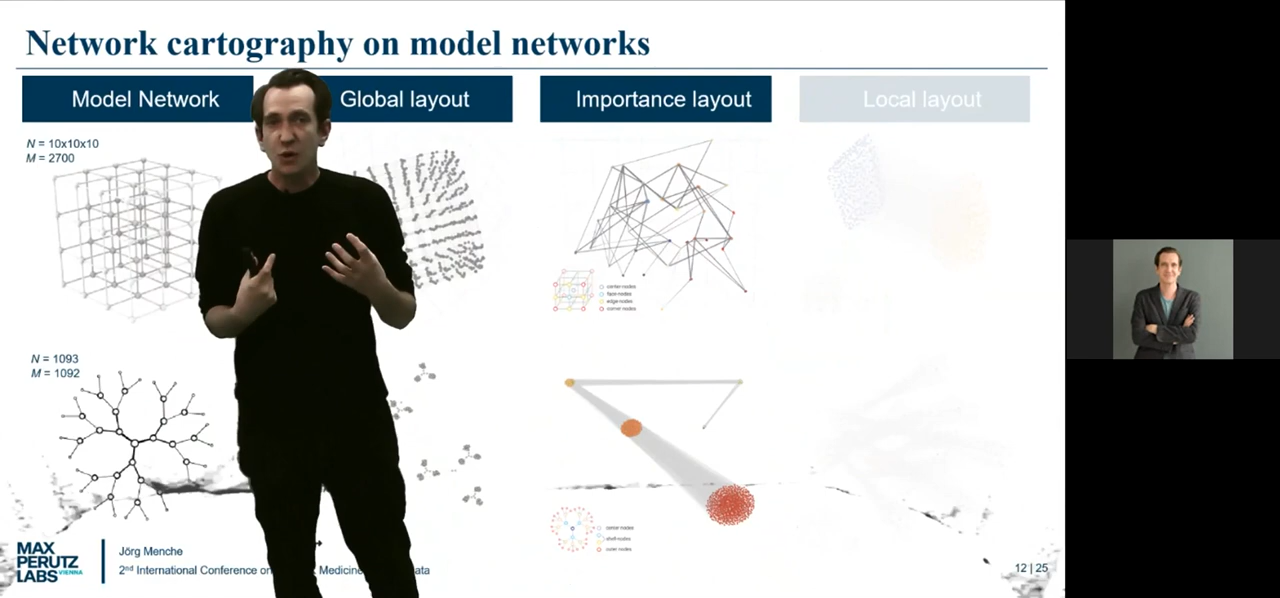 Network cartography on model networks
Model Network
Global layout
Importance layout
Local layout
N = 10x10x10
M = 2700
center-nodes
face-nodes
edge-nodes
corner-nodes
N = 1093
M = 1092
center nodes
shell-nodes
outer nodes
MAX
PERUTZ
LABS VIENNA
Jörg Menche
2nd International Conference on Medicine ata
12 | 25